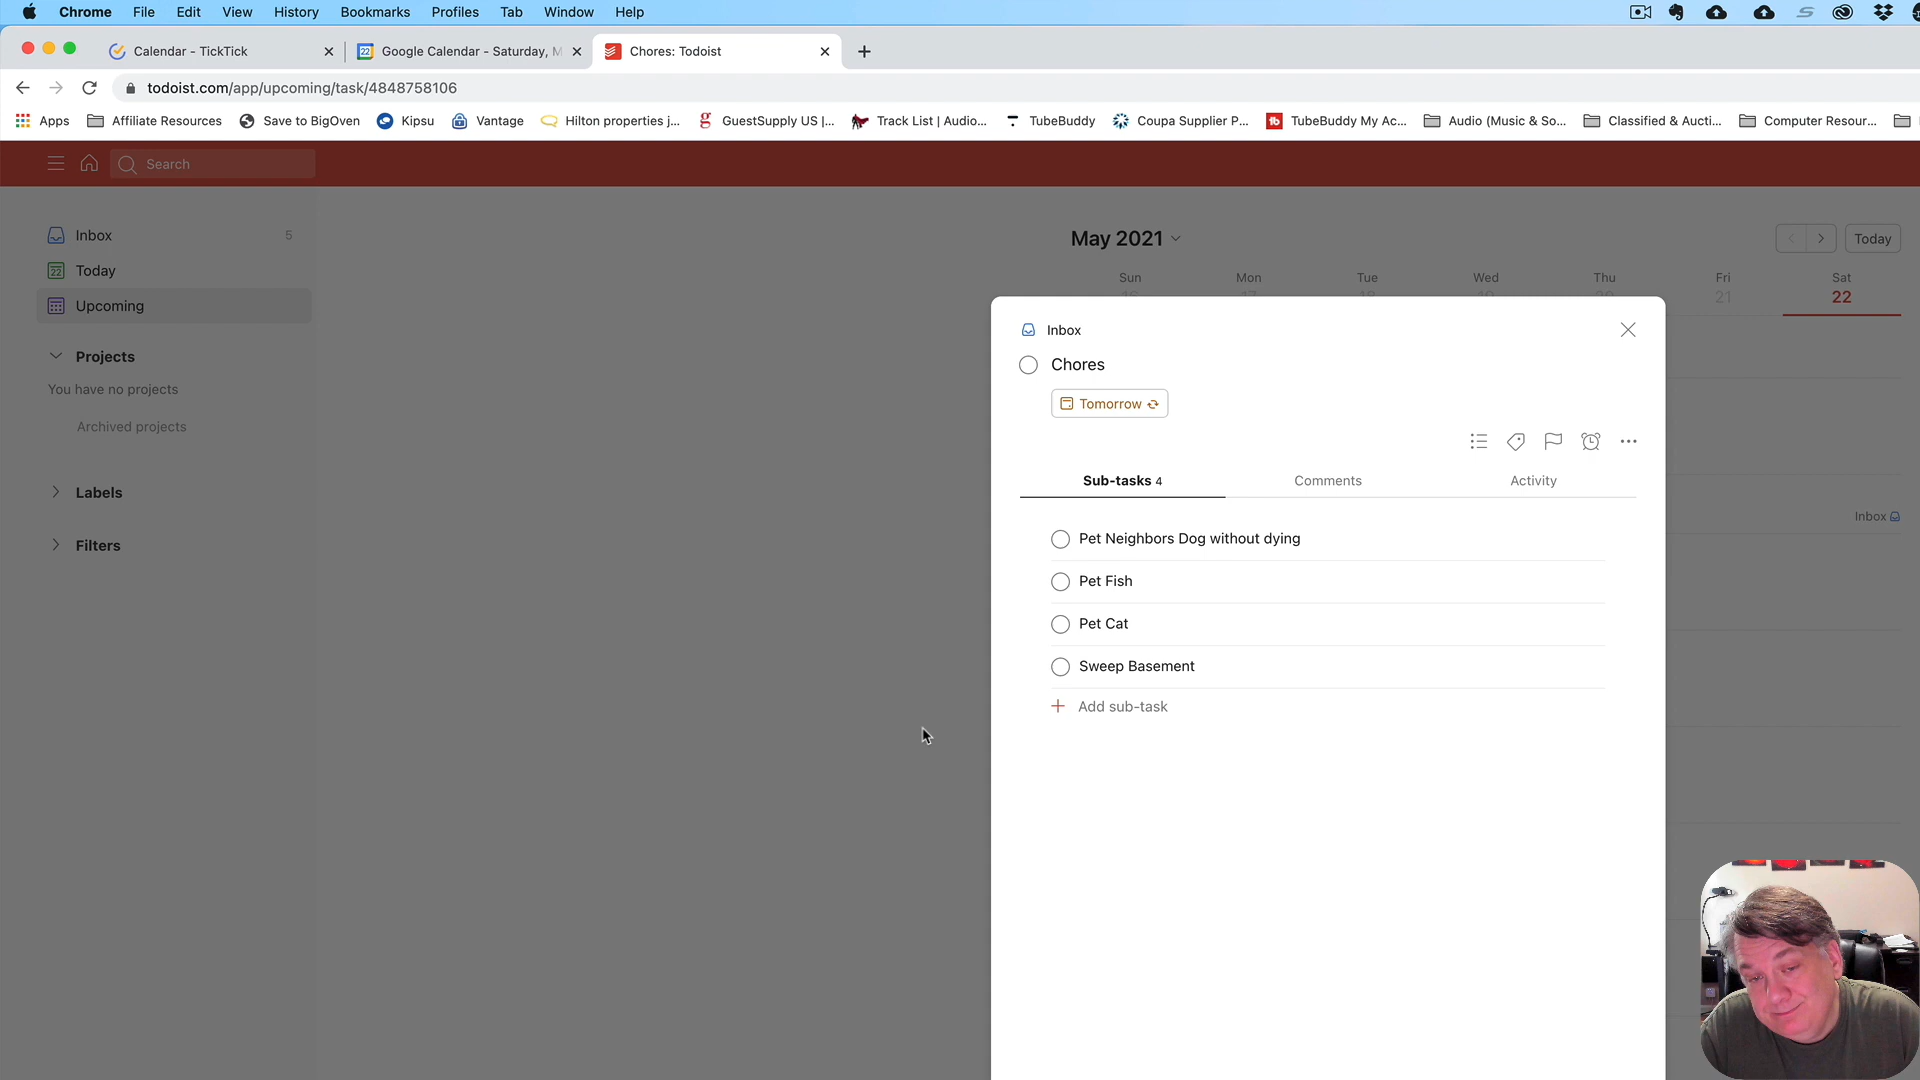 Chrome File Edit View History Bookmarks Profiles Tab Window Help
Calendar - TickTick
Google Calendar - Saturday, M
Chores: Todoist
todoist.com/app/upcoming/task/4848758106
Apps
Affiliate Resources
Save to BigOven
Kipsu
Vantage
Hilton properties j...
GuestSupply US |...
Track List | Audio...
TubeBuddy
Coupa Supplier P...
TubeBuddy My Ac...
Audio (Music & So...
Classified & Aucti...
Computer Resour...
Search
Inbox 5
Today
Upcoming
Projects
You have no projects
Archived projects
Labels
Filters
May 2021
Today
Sun Mon Tue Wed Thu Fri Sat
21 22
Inbox
Inbox
Chores
Tomorrow
Sub-tasks 4
Comments
Activity
Pet Neighbors Dog without dying
Pet Fish
Pet Cat
Sweep Basement
Add sub-task